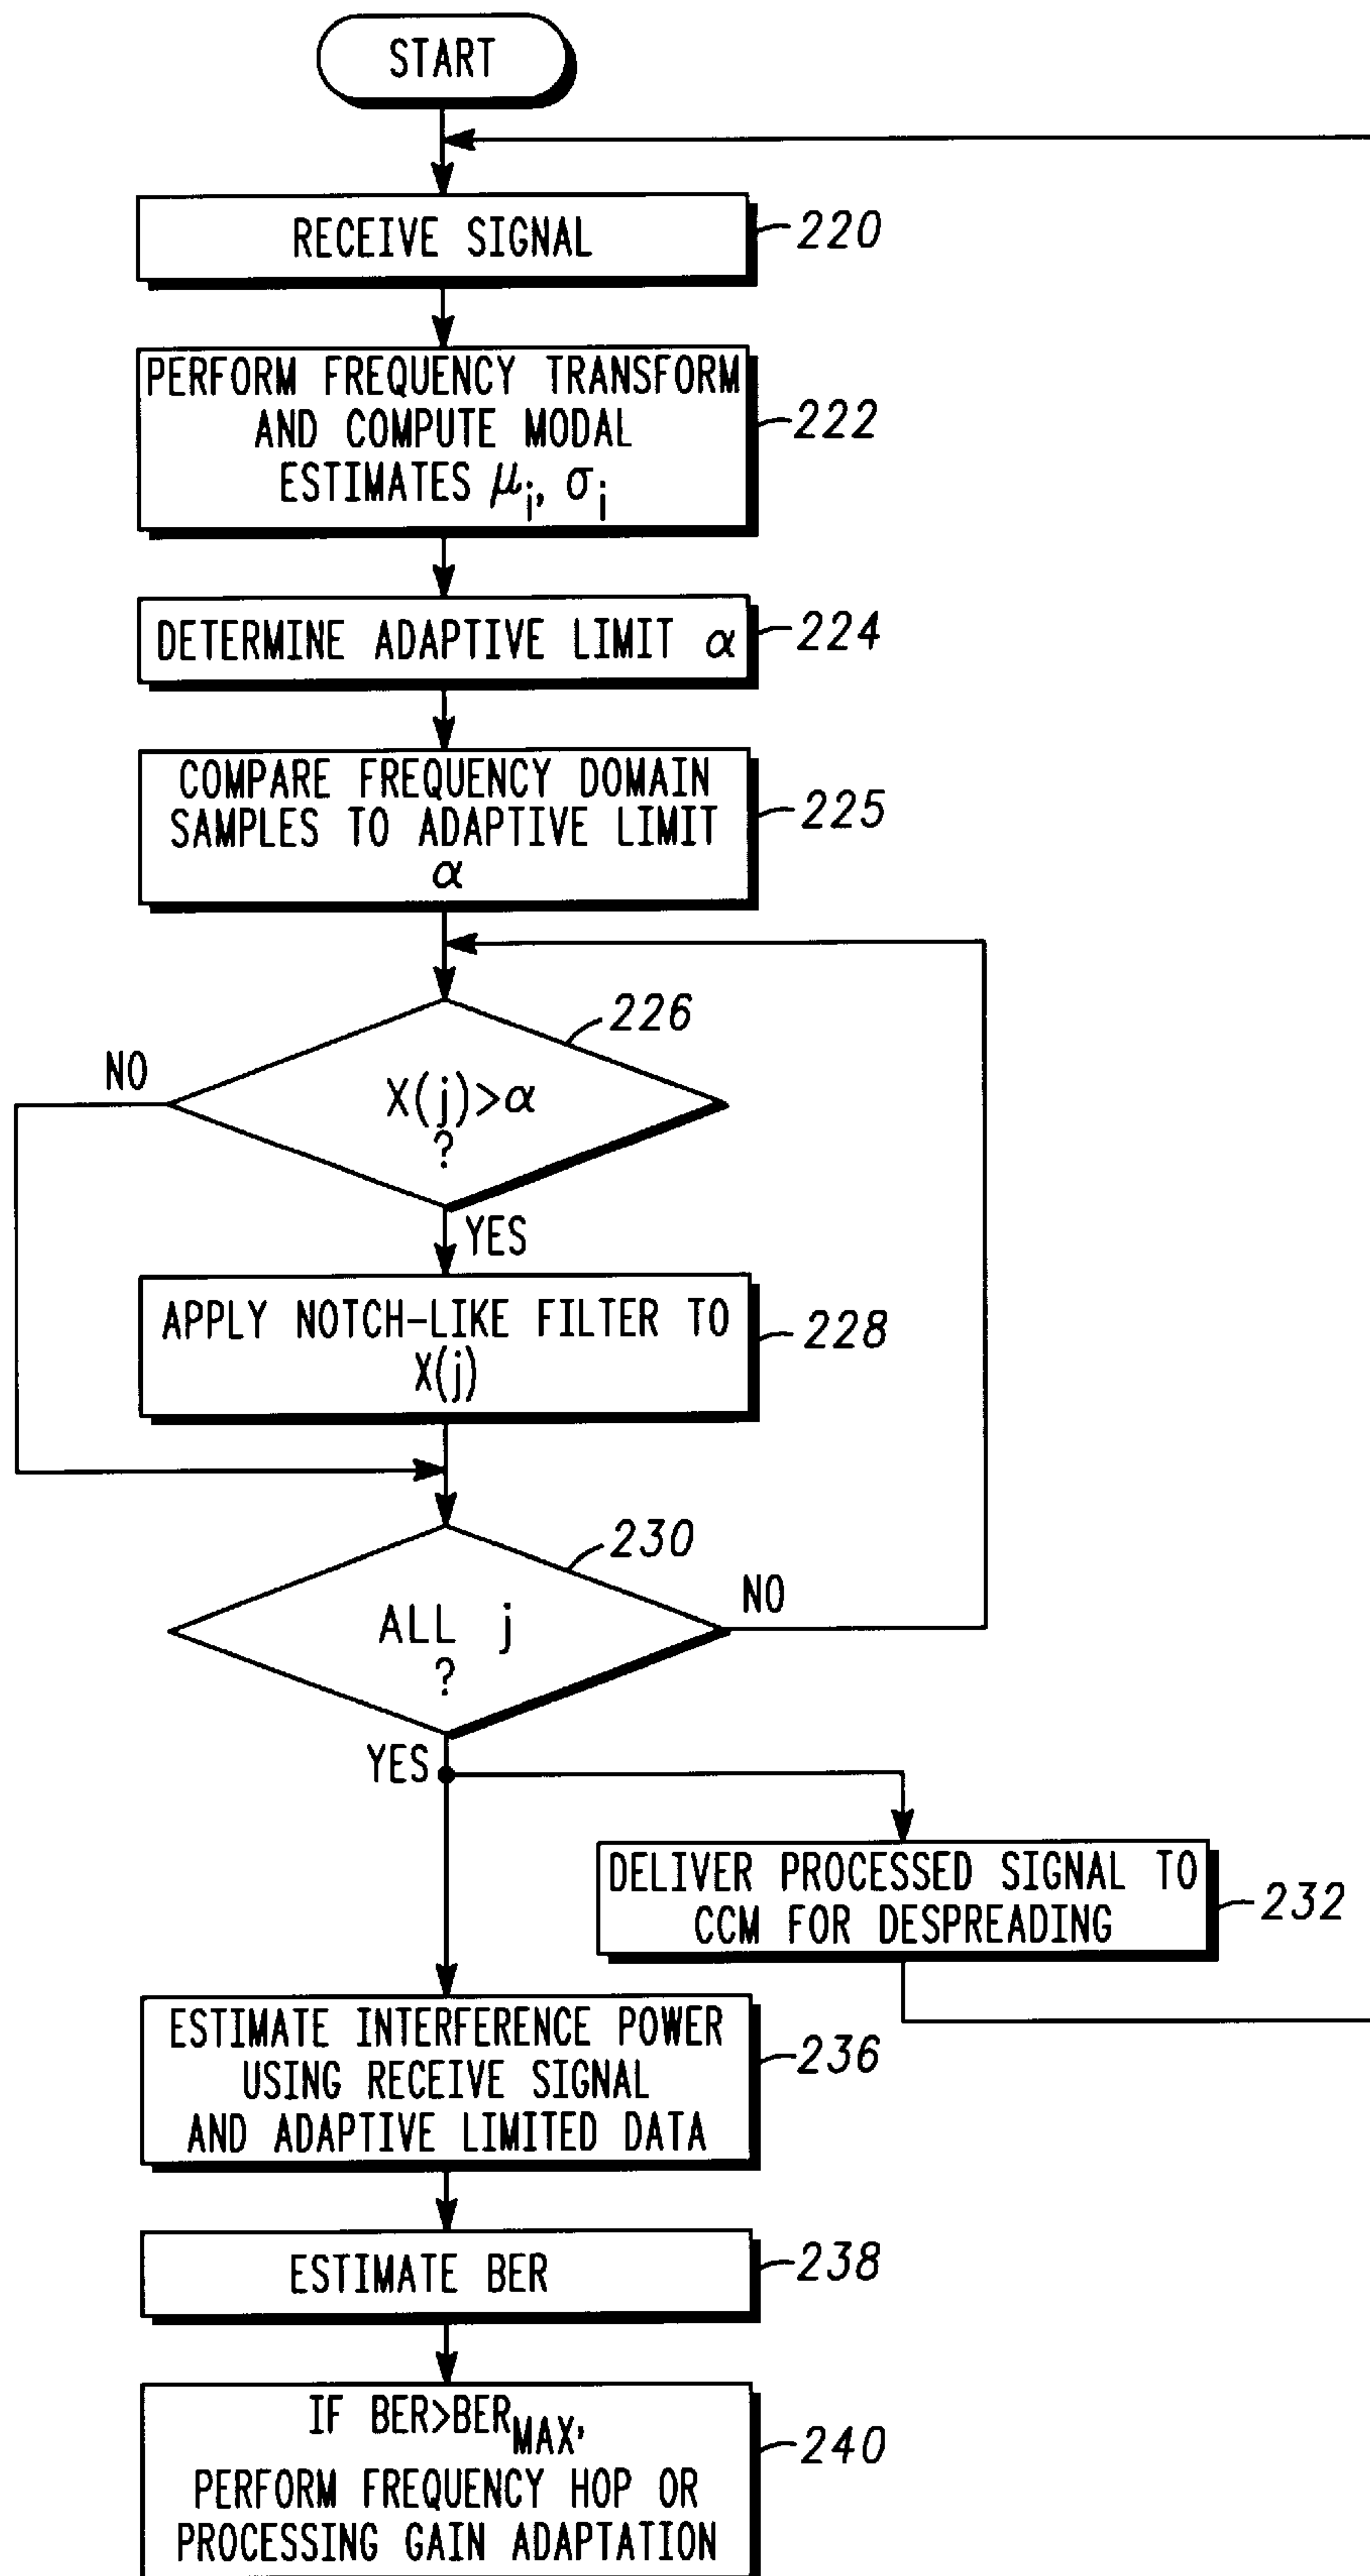 START
RECEIVE SIGNAL
220
PERFORM FREQUENCY TRANSFORM
AND COMPUTE MODAL
ESTIMATES μi, σi
222
DETERMINE ADAPTIVE LIMIT α
224
COMPARE FREQUENCY DOMAIN
SAMPLES TO ADAPTIVE LIMIT
α
225
226
NO
X(j)>α
?
YES
APPLY NOTCH-LIKE FILTER TO
X(j)
228
230
NO
ALL j
?
YES
DELIVER PROCESSED SIGNAL TO
CCM FOR DESPREADING
232
ESTIMATE INTERFERENCE POWER
USING RECEIVE SIGNAL
AND ADAPTIVE LIMITED DATA
236
ESTIMATE BER
238
IF BER>BERMAX,
PERFORM FREQUENCY HOP OR
PROCESSING GAIN ADAPTATION
240